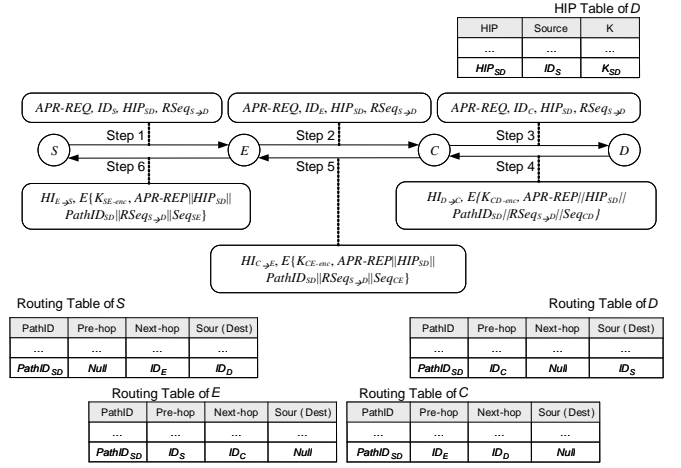 HIP Table of D
HIP Source K
... ... ...
HIP_SD ID_S K_SD
APR-REQ, ID_S, HIP_SD, RSeq_S→D
APR-REQ, ID_E, HIP_SD, RSeq_S→D
APR-REQ, ID_C, HIP_SD, RSeq_S→D
Step 1 Step 2 Step 3
S E C D
Step 6 Step 5 Step 4
HI_E→S, E{K_SE-enc, APR-REP||HIP_SD||
PathID_SD||RSeq_S→D||Seq_SE}
HI_D→C, E{K_CD-enc, APR-REP//HIP_SD//
PathID_SD//RSeq_S→D//Seq_CD}
HI_C→E, E{K_CE-enc, APR-REP||HIP_SD||
PathID_SD||RSeq_S→D||Seq_CE}
Routing Table of S
PathID Pre-hop Next-hop Sour (Dest)
... ... ... ...
PathID_SD Null ID_E ID_D
Routing Table of D
PathID Pre-hop Next-hop Sour (Dest)
... ... ... ...
PathID_SD ID_C Null ID_S
Routing Table of E
PathID Pre-hop Next-hop Sour (Dest)
... ... ... ...
PathID_SD ID_S ID_C Null
Routing Table of C
PathID Pre-hop Next-hop Sour (Dest)
... ... ... ...
PathID_SD ID_E ID_D Null